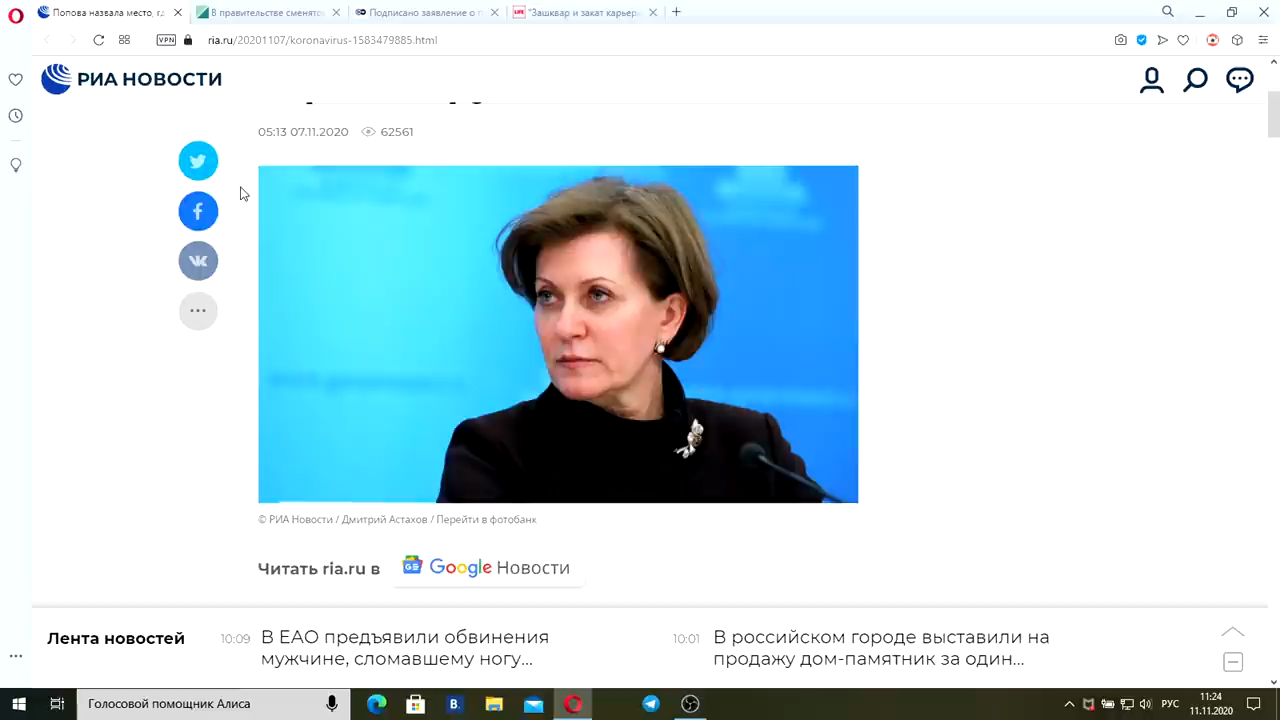 Попова назвала место, г
В правительстве сменятся
Подписано заявление о п
"Зашквар и закат карьер
VPN
ria.ru/20201107/koronavirus-1583479885.html
РИА НОВОСТИ
05:13 07.11.2020 62561
© РИА Новости / Дмитрий Астахов / Перейти в фотобанк
Читать ria.ru в Google Новости
Лента новостей
10:09 В ЕАО предъявили обвинения
мужчине, сломавшему ногу...
10:01 В российском городе выставили на
продажу дом-памятник за один...
Голосовой помощник Алиса
РУС
11:24
11.11.2020